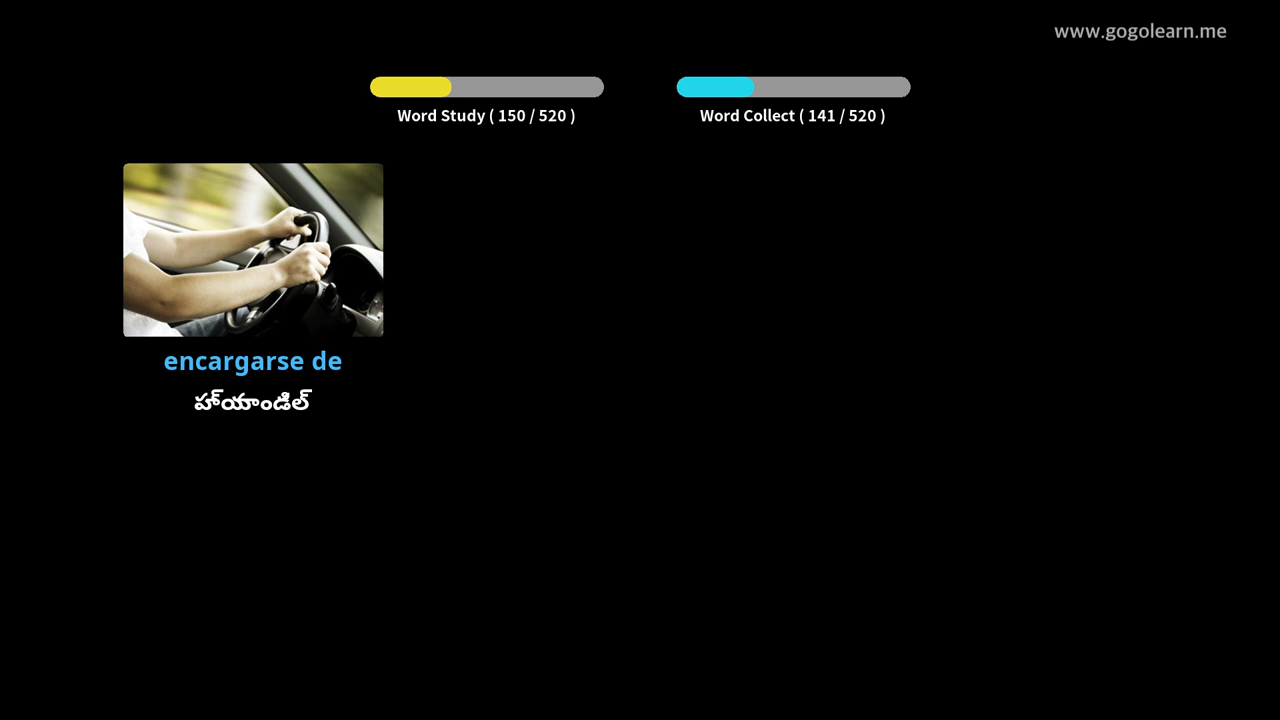 www.gogolearn.me
Word Study ( 150 / 520 )
Word Collect ( 141 / 520 )
encargarse de
హ్యాండిల్